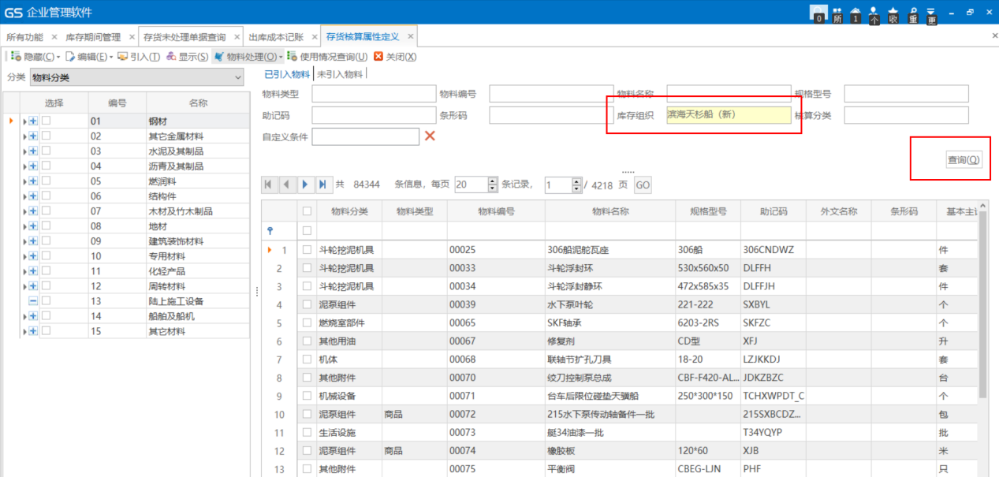 GS 企业管理软件
0 所 1 个 收 重 更
所有功能 × 库存期间管理 × 存货未处理单据查询 × 出库成本记账 × 存货核算属性定义 ×
隐藏(C) 编辑(E) 引入(T) 显示(S) 物料处理(O) 使用情况查询(U) 关闭(X)
分类 物料分类
已引入物料 未引入物料
物料类型 物料编号 物料名称 规格型号
助记码 条形码 库存组织 滨海天杉船（新） 核算分类
自定义条件
查询(Q)
共 84344 条信息，每页 20 条记录， 1 / 4218 页 GO
选择 编号 名称
01 钢材
02 其它金属材料
03 水泥及其制品
04 沥青及其制品
05 燃润料
06 结构件
07 木材及竹木制品
08 地材
09 建筑装饰材料
10 专用材料
11 化轻产品
12 周转材料
13 陆上施工设备
14 船舶及船机
15 其它材料
物料分类 物料类型 物料编号 物料名称 规格型号 助记码 外文名称 条形码 基本主
1 斗轮挖泥机具 00025 306船泥舵瓦座 306船 306CNDWZ 件
2 斗轮挖泥机具 00033 斗轮浮封环 530x560x50 DLFFH 套
3 斗轮挖泥机具 00034 斗轮浮封静环 472x585x35 DLFFJH 件
4 泥泵组件 00039 水下泵叶轮 221-222 SXBYL 个
5 燃烧室部件 00065 SKF轴承 6203-2RS SKFZC 个
6 其他用油 00067 修复剂 CD型 XFJ 升
7 机体 00068 联轴节扩孔刀具 18-20 LZJKKDJ 套
8 其他附件 00070 绞刀控制泵总成 CBF-F420-AL... JDKZBZC 台
9 机械设备 00071 台车后限位碰垫天骥船 250*300*150 TCHXWPDT_C 个
10 泥泵组件 商品 00072 215水下泵传动轴备件一批 215SXBCDZ... 包
11 生活设施 00073 艇34油漆一批 T34YQYP 批
12 泥泵组件 商品 00074 橡胶板 120*60 XJB 米
13 其他附件 00075 平衡阀 CBEG-LJN PHF 只